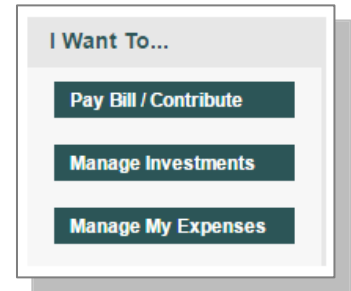 I Want To...
Pay Bill / Contribute
Manage Investments
Manage My Expenses